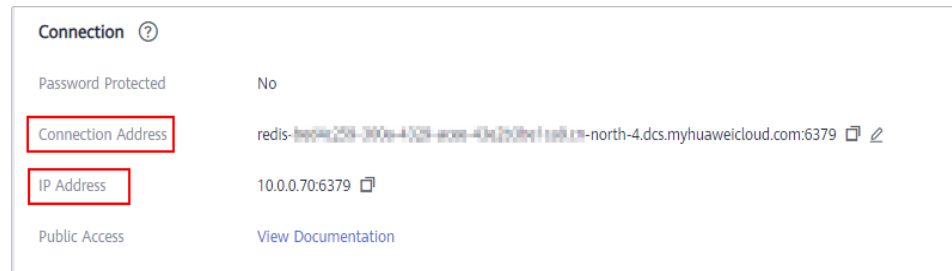 Connection ?
Password Protected No
Connection Address redis- -north-4.dcs.myhuaweicloud.com:6379
IP Address 10.0.0.70:6379
Public Access View Documentation